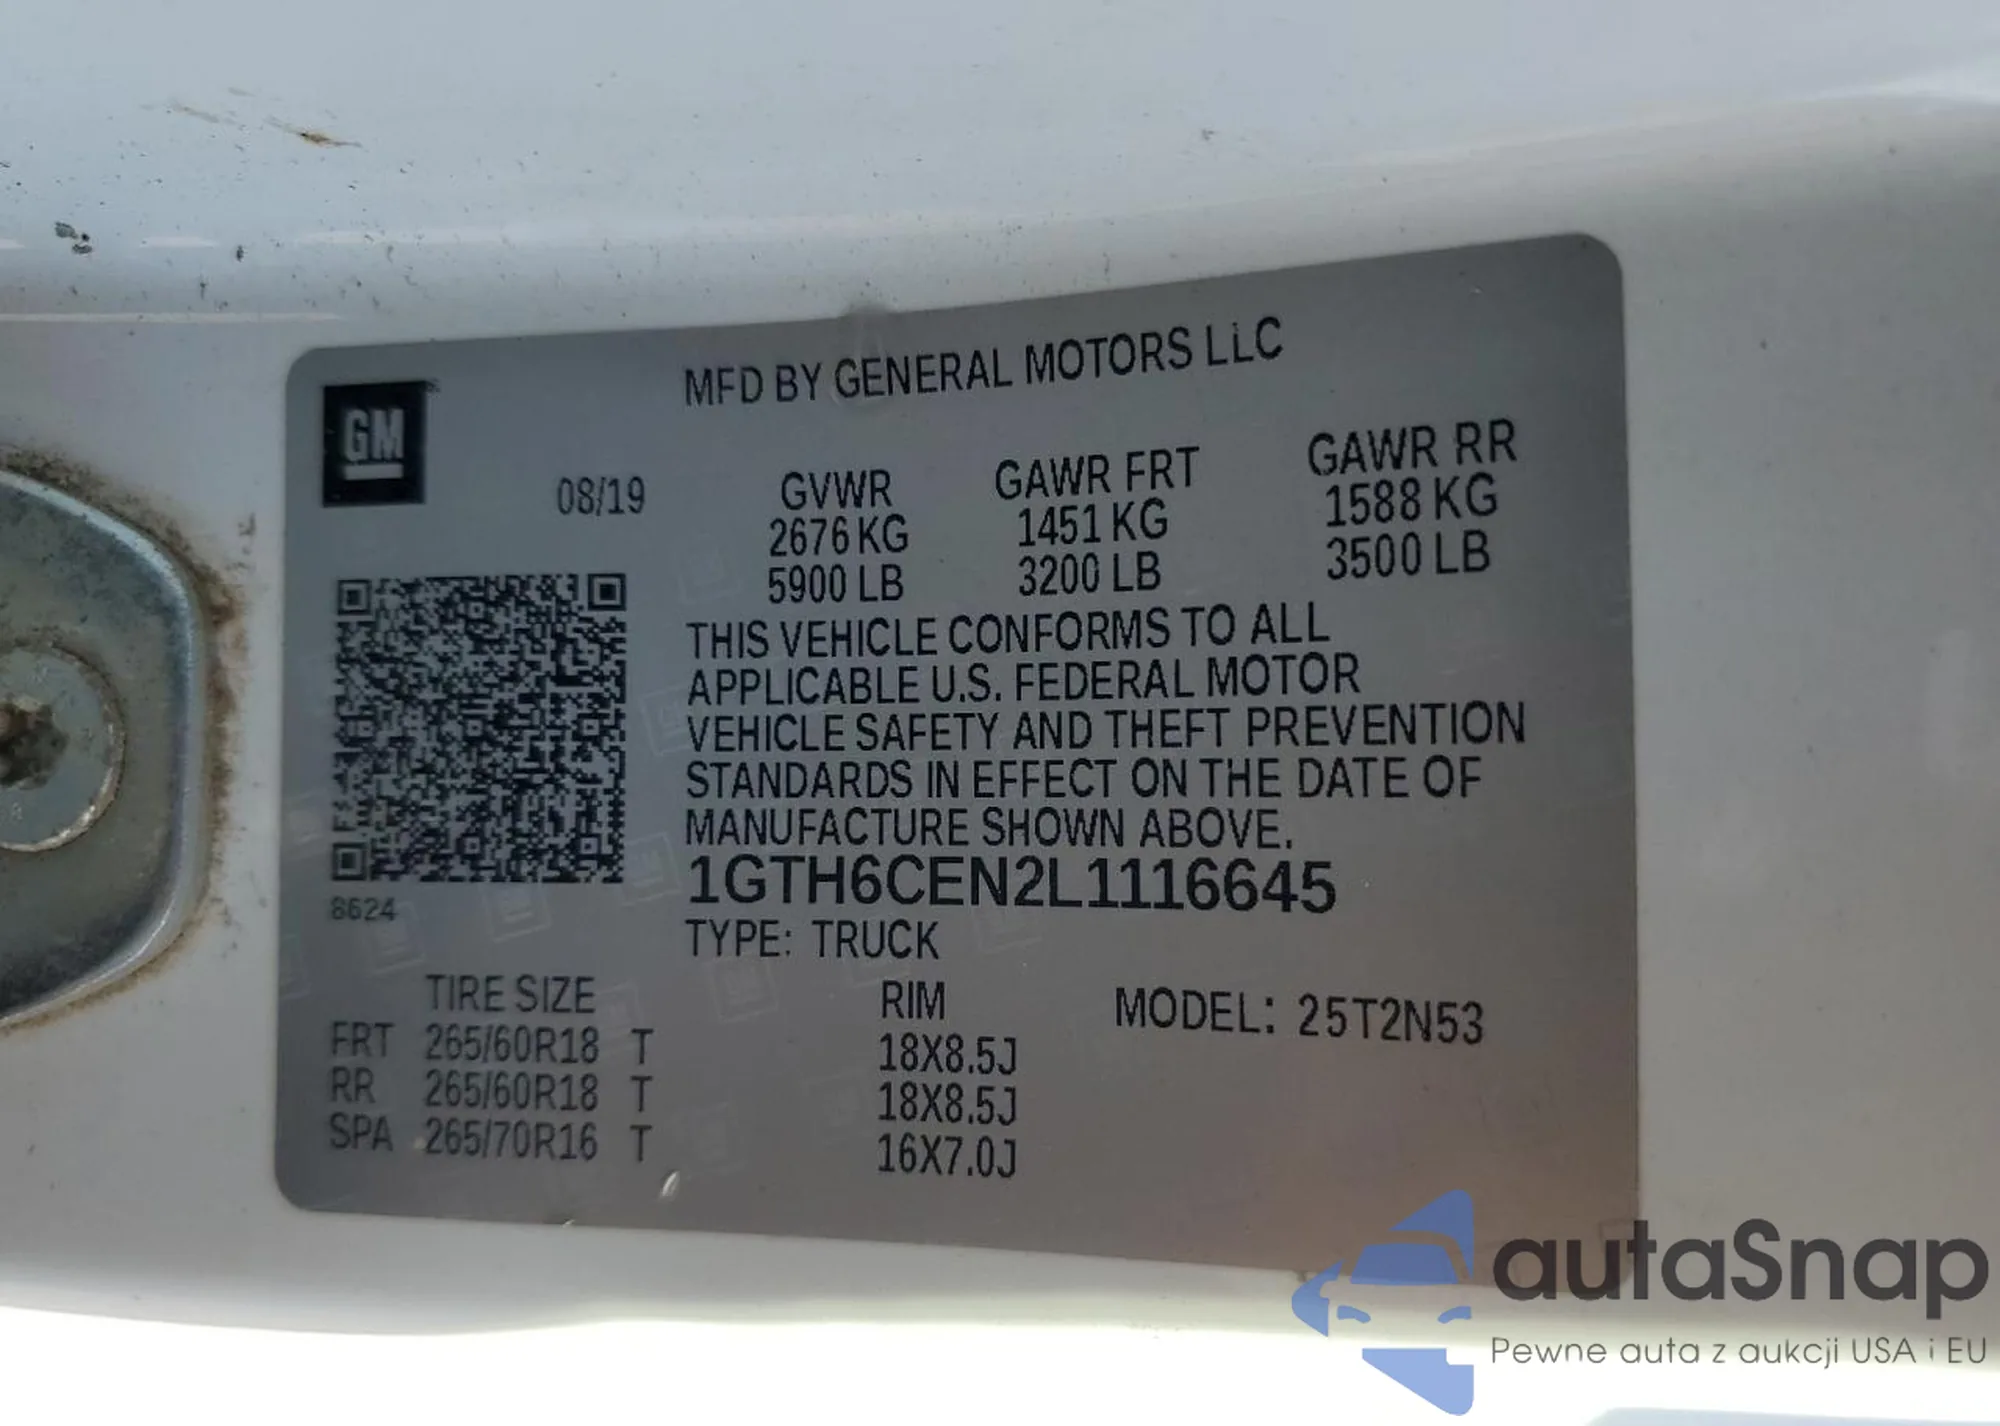 MFD BY GENERAL MOTORS LLC
GM
08/19
GVWR GAWR FRT GAWR RR
2676 KG 1451 KG 1588 KG
5900 LB 3200 LB 3500 LB
THIS VEHICLE CONFORMS TO ALL
APPLICABLE U.S. FEDERAL MOTOR
VEHICLE SAFETY AND THEFT PREVENTION
STANDARDS IN EFFECT ON THE DATE OF
MANUFACTURE SHOWN ABOVE.
1GTH6CEN2L1116645
8624
TYPE: TRUCK
TIRE SIZE RIM MODEL: 25T2N53
FRT 265/60R18 T 18X8.5J
RR 265/60R18 T 18X8.5J
SPA 265/70R16 T 16X7.0J
autaSnap
Pewne auta z aukcji USA i EU